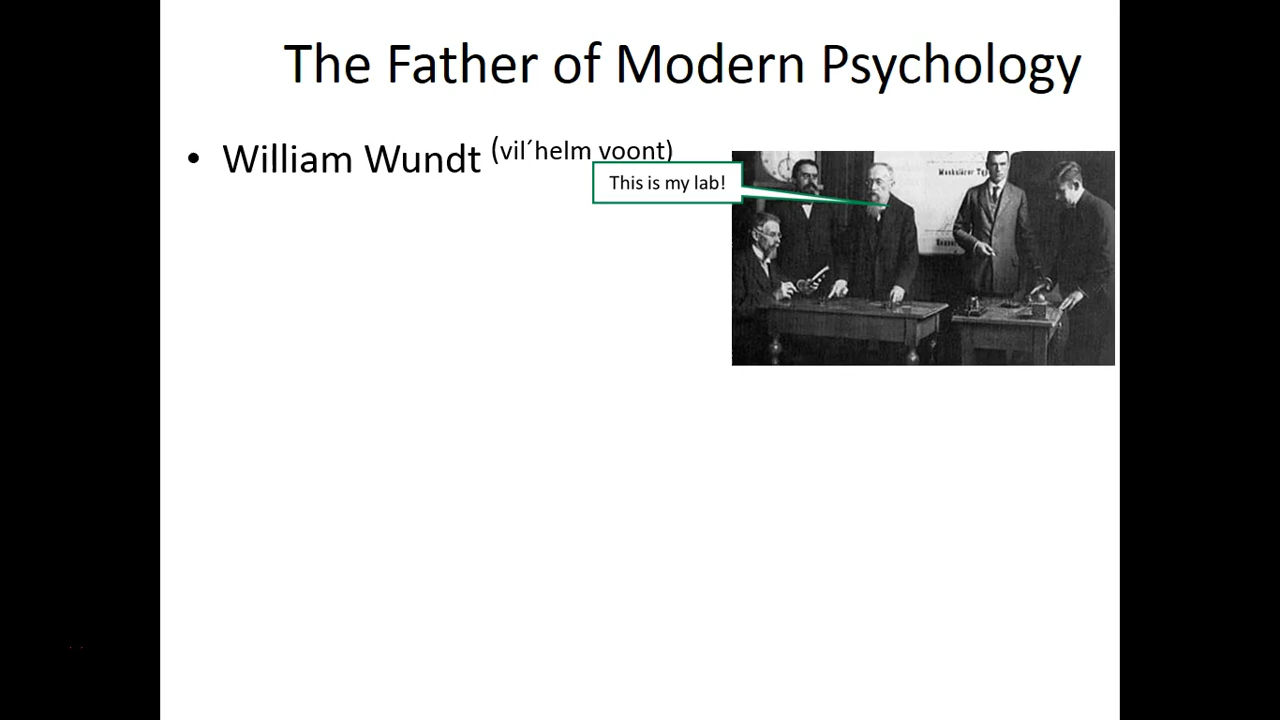 The Father of Modern Psychology
• William Wundt (vil´helm voont)
This is my lab!